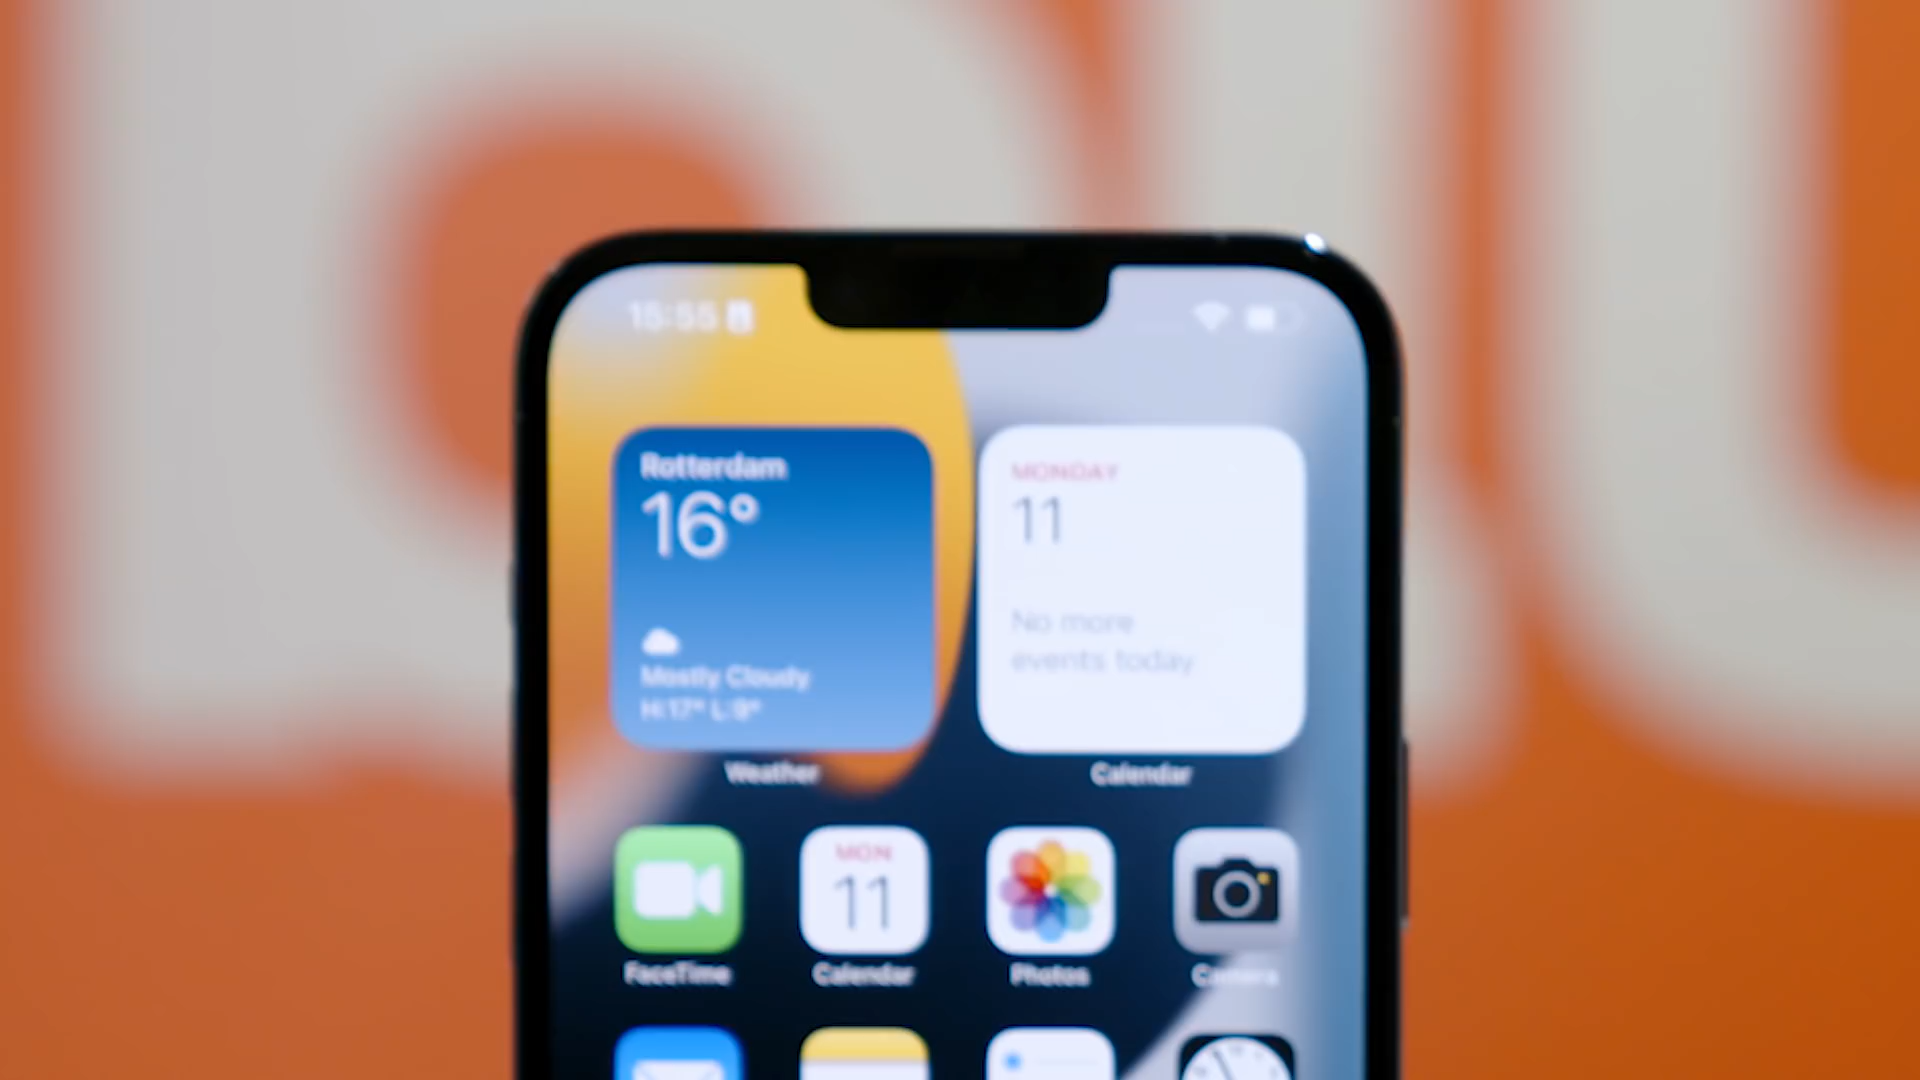 15:55
Rotterdam
16°
Mostly Cloudy
H:17° L:9°
Weather
MONDAY
11
No more
events today
Calendar
MON
11
FaceTime
Calendar
Photos
Camera